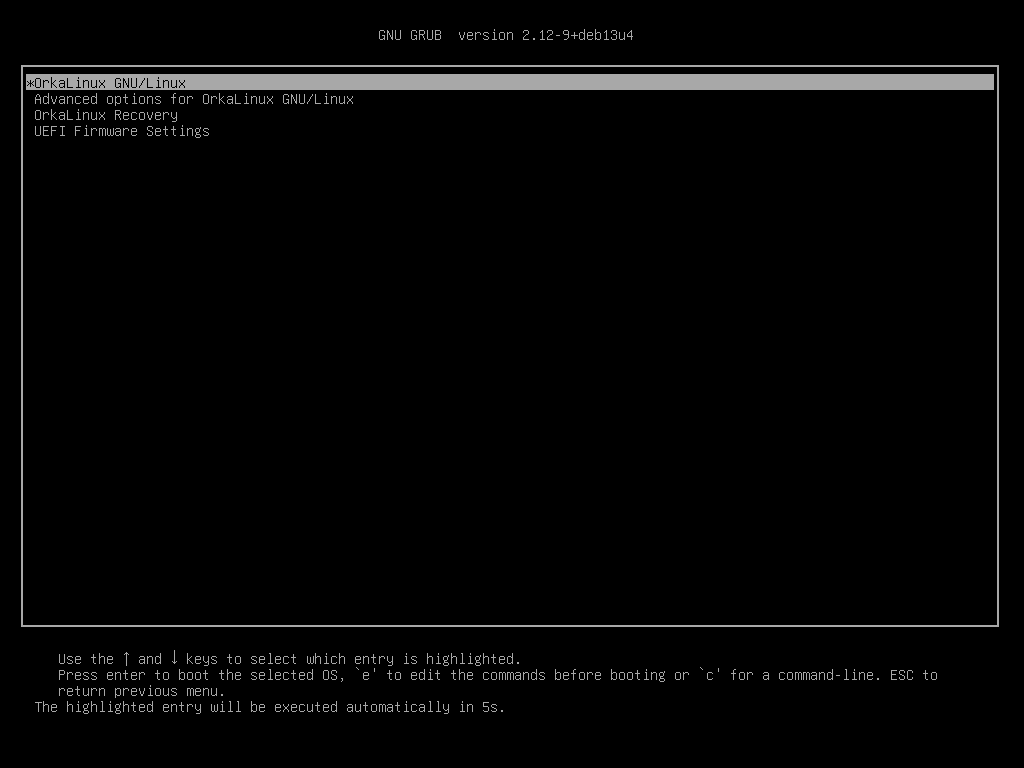 GNU GRUB  version 2.12-9+deb13u4
*OrkaLinux GNU/Linux
Advanced options for OrkaLinux GNU/Linux
OrkaLinux Recovery
UEFI Firmware Settings
Use the ↑ and ↓ keys to select which entry is highlighted.
Press enter to boot the selected OS, `e' to edit the commands before booting or `c' for a command-line. ESC to
return previous menu.
The highlighted entry will be executed automatically in 5s.